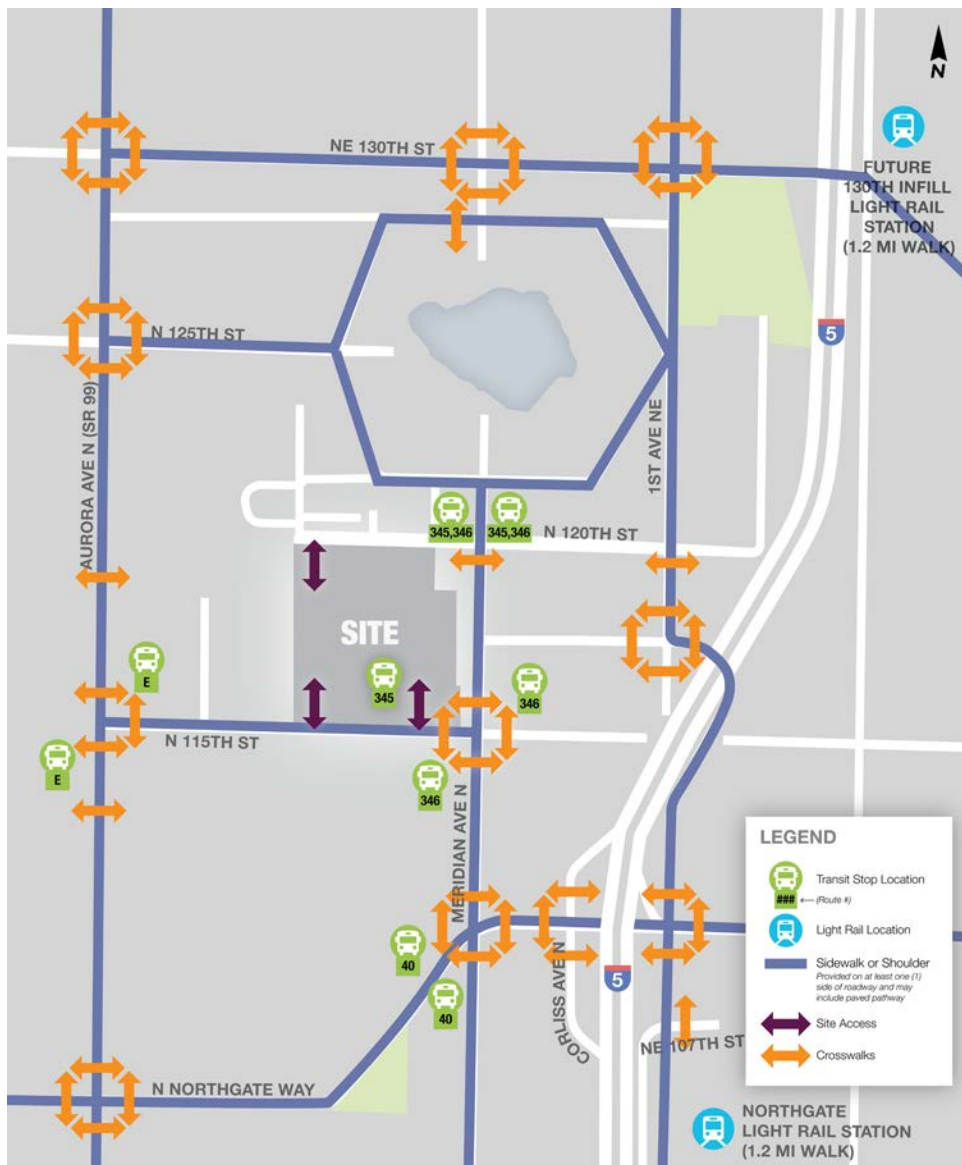 N
NE 130TH ST
FUTURE
130TH INFILL
LIGHT RAIL
STATION
(1.2 MI WALK)
5
N 125TH ST
AURORA AVE N (SR 99)
1ST AVE NE
345,346
345,346
N 120TH ST
SITE
E
345
346
N 115TH ST
E
346
MERIDIAN AVE N
LEGEND
Transit Stop Location
###
(Route #)
Light Rail Location
Sidewalk or Shoulder
Provided on at least one (1)
side of roadway and may
include paved pathway
Site Access
Crosswalks
40
40
CORLISS AVE N
5
NE 107TH ST
N NORTHGATE WAY
NORTHGATE
LIGHT RAIL STATION
(1.2 MI WALK)